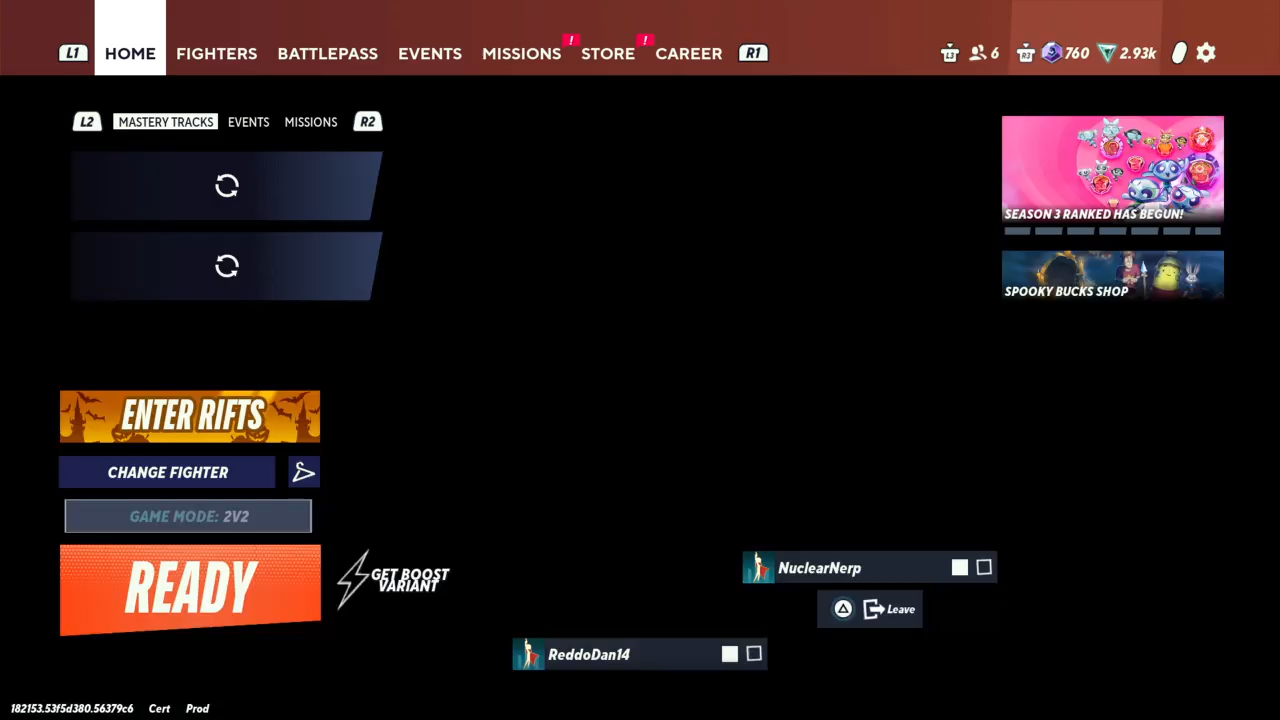 L1 HOME FIGHTERS BATTLEPASS EVENTS MISSIONS ! STORE ! CAREER R1 L3 6 R3 760 2.93k
L2 MASTERY TRACKS EVENTS MISSIONS R2
SEASON 3 RANKED HAS BEGUN!
SPOOKY BUCKS SHOP
ENTER RIFTS
CHANGE FIGHTER
GAME MODE: 2V2
READY
GET BOOST
VARIANT
NuclearNerp
Leave
ReddoDan14
182153.53f5d380.56379c6 Cert Prod